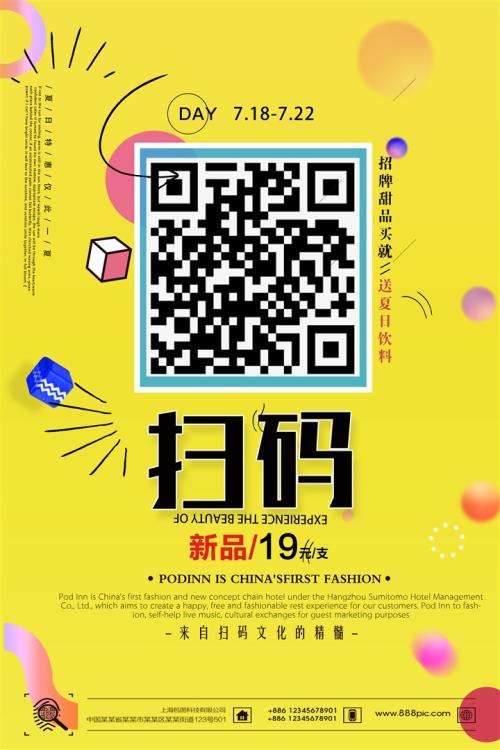 DAY 7.18-7.22
/夏日特惠仅此一夏
招牌甜品买就
送夏日饮料
扫码
EXPERIENCE THE BEAUTY OF
新品/19元/支
• PODINN IS CHINA'SFIRST FASHION •
Pod Inn is China's first fashion and new concept chain hotel under the Hangzhou Sumitomo Hotel Management
Co., Ltd., which aims to create a happy, free and fashionable rest experience for our customers. Pod Inn to fash-
ion, self-help live music, cultural exchanges for guest marketing purposes
- 来自扫码文化的精髓 -
上海包图科技有限公司
中国某某省某某市某某区某某街道123号501
+886 12345678901
+886 12345678901
www.888pic.com